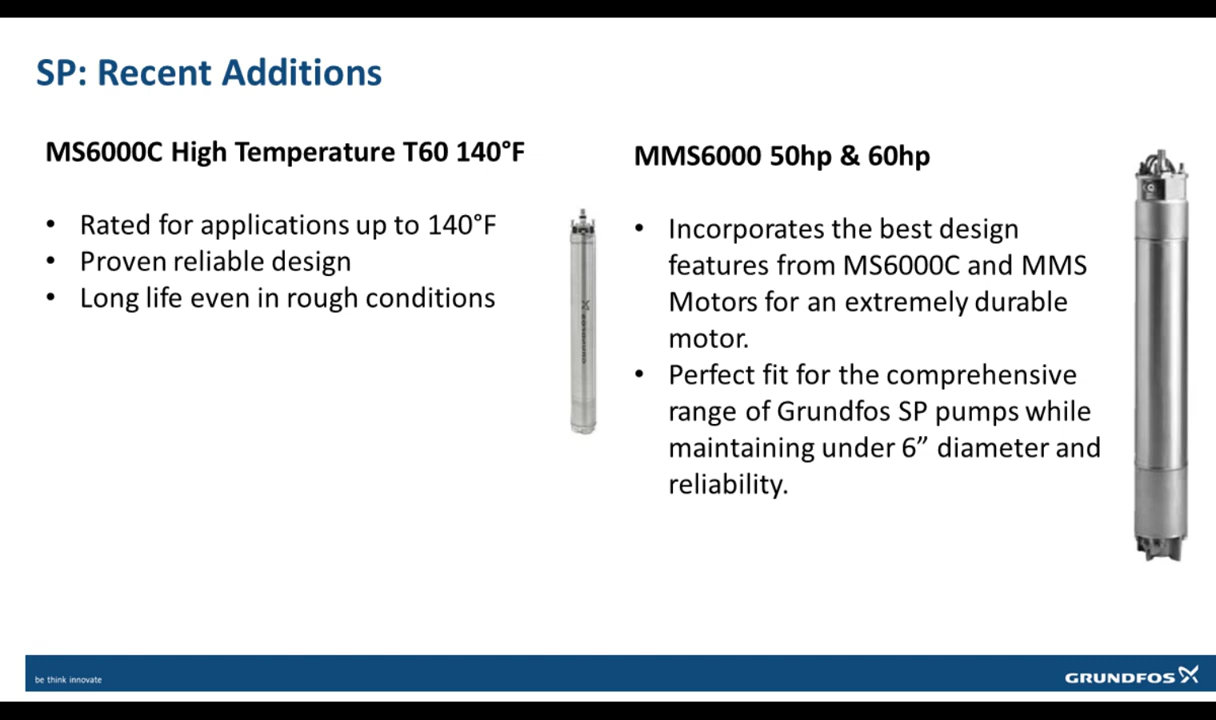 SP: Recent Additions
MS6000C High Temperature T60 140°F
• Rated for applications up to 140°F
• Proven reliable design
• Long life even in rough conditions
MMS6000 50hp & 60hp
• Incorporates the best design
features from MS6000C and MMS
Motors for an extremely durable
motor.
• Perfect fit for the comprehensive
range of Grundfos SP pumps while
maintaining under 6” diameter and
reliability.
GRUNDFOS
be think innovate
GRUNDFOS